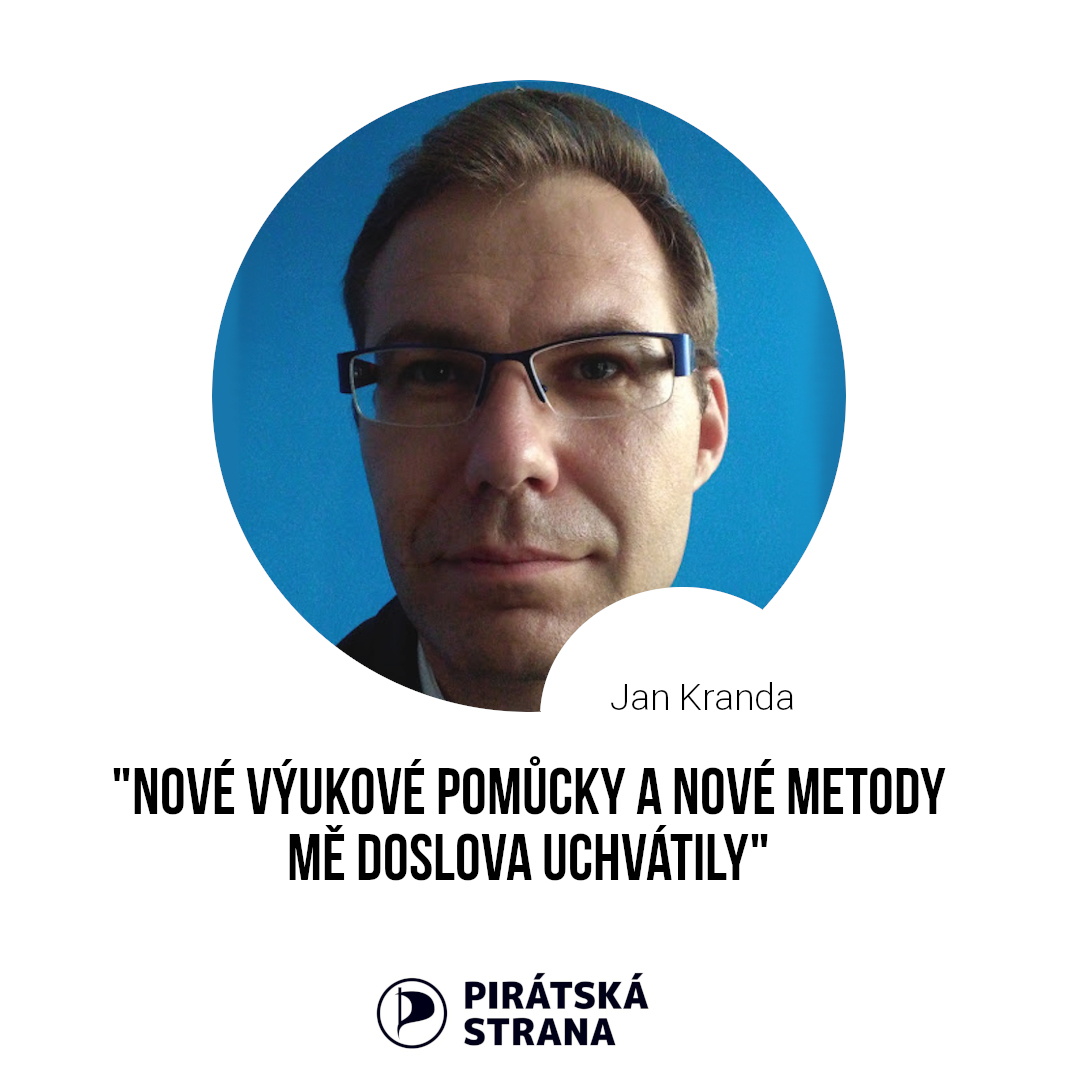 Jan Kranda
"NOVÉ VÝUKOVÉ POMŮCKY A NOVÉ METODY
MĚ DOSLOVA UCHVÁTILY"
PIRÁTSKÁ
STRANA